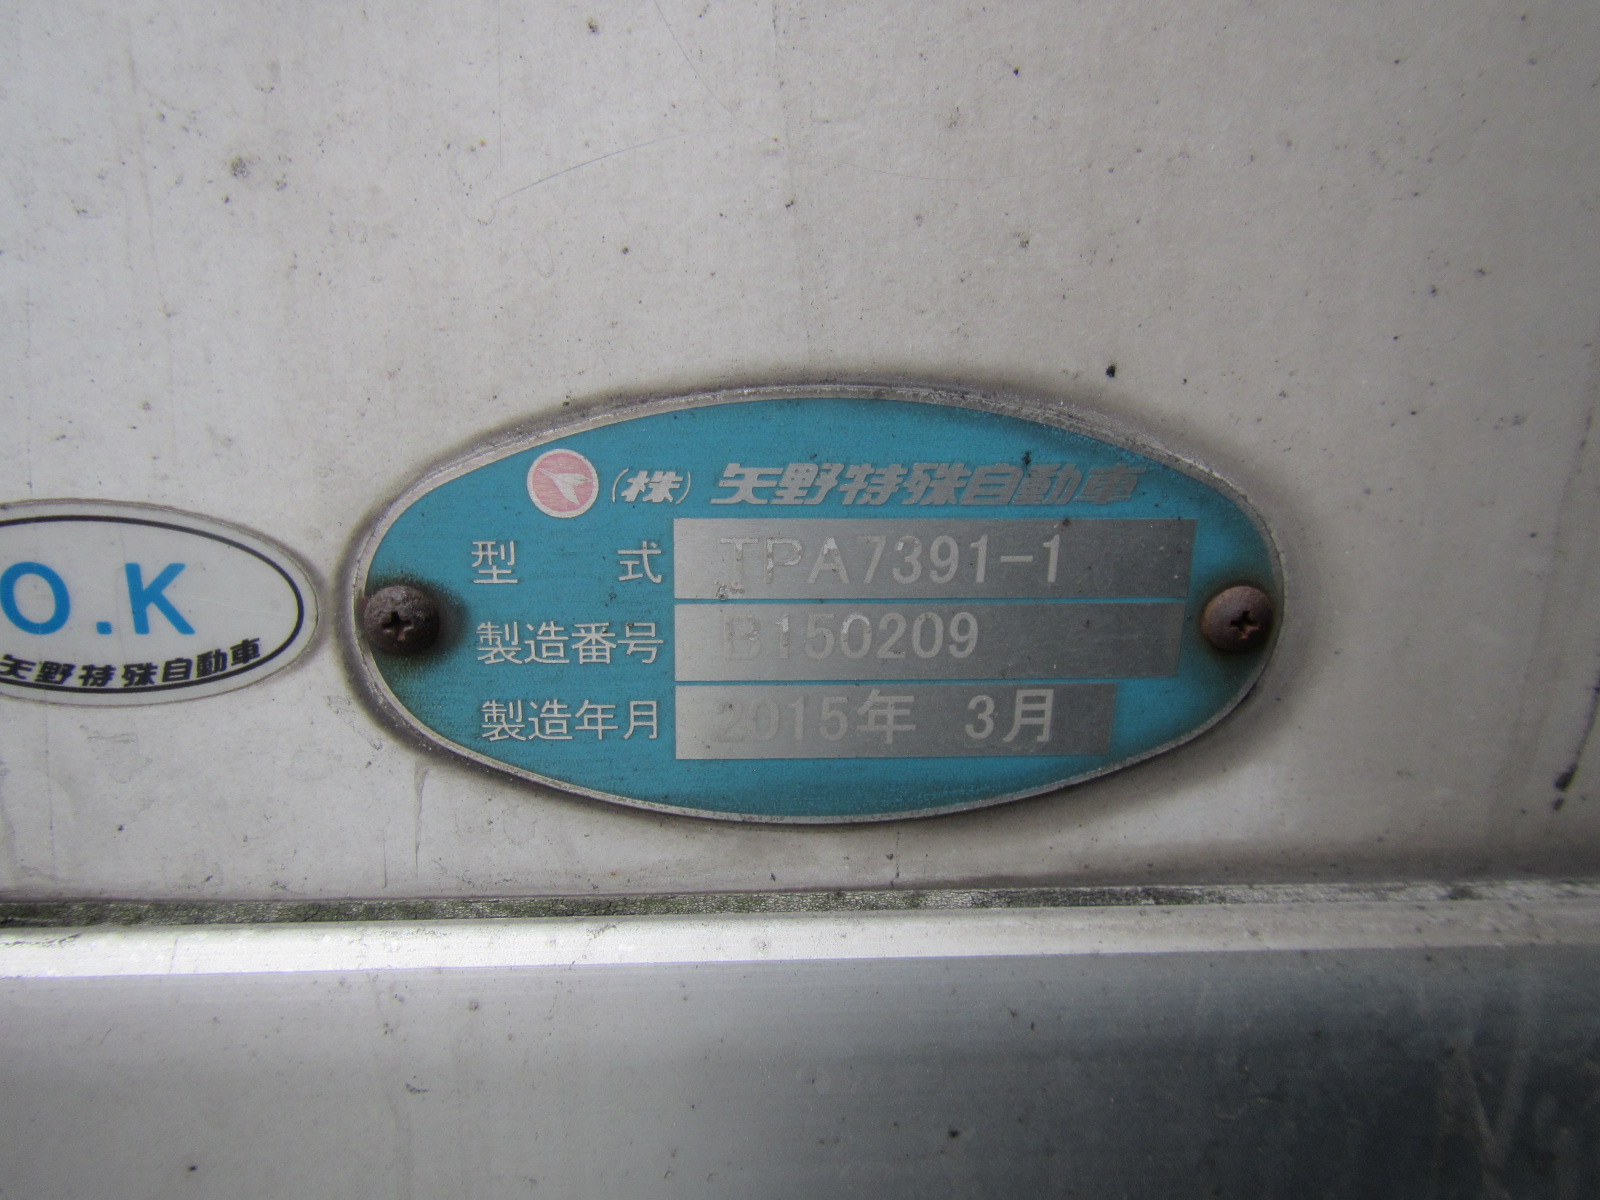 (株) 矢野特殊自動車
型 式 TPA7391-1
製造番号 B150209
製造年月 2015年 3月
O.K
矢野特殊自動車